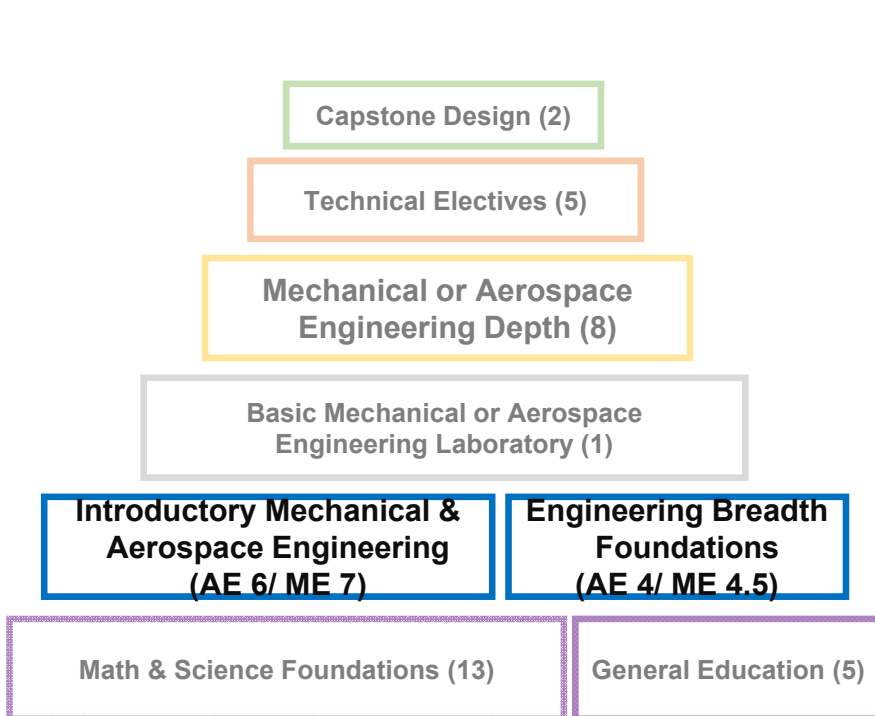 Capstone Design (2)
Technical Electives (5)
Mechanical or Aerospace
Engineering Depth (8)
Basic Mechanical or Aerospace
Engineering Laboratory (1)
Introductory Mechanical &
Aerospace Engineering
(AE 6/ ME 7)
Engineering Breadth
Foundations
(AE 4/ ME 4.5)
Math & Science Foundations (13)
General Education (5)